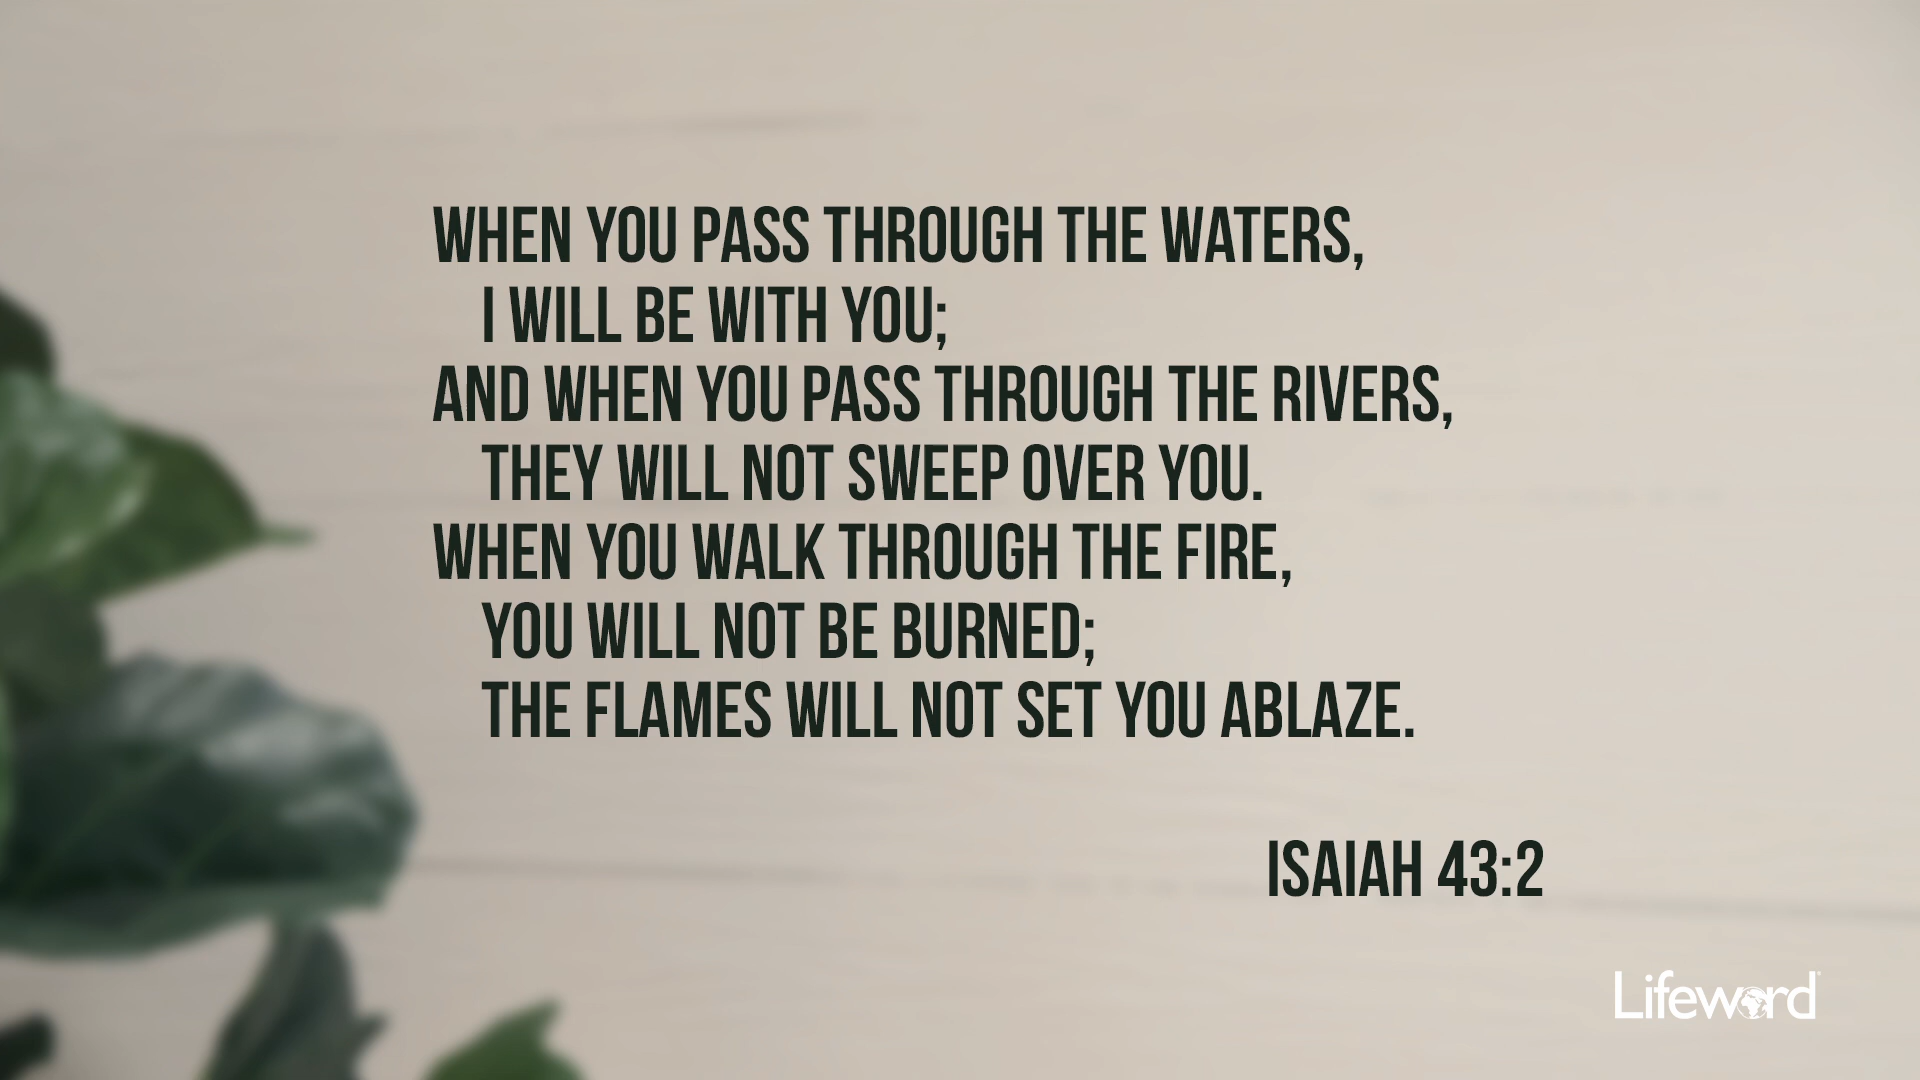 WHEN YOU PASS THROUGH THE WATERS,
I WILL BE WITH YOU;
AND WHEN YOU PASS THROUGH THE RIVERS,
THEY WILL NOT SWEEP OVER YOU.
WHEN YOU WALK THROUGH THE FIRE,
YOU WILL NOT BE BURNED;
THE FLAMES WILL NOT SET YOU ABLAZE.
ISAIAH 43:2
Lifeword